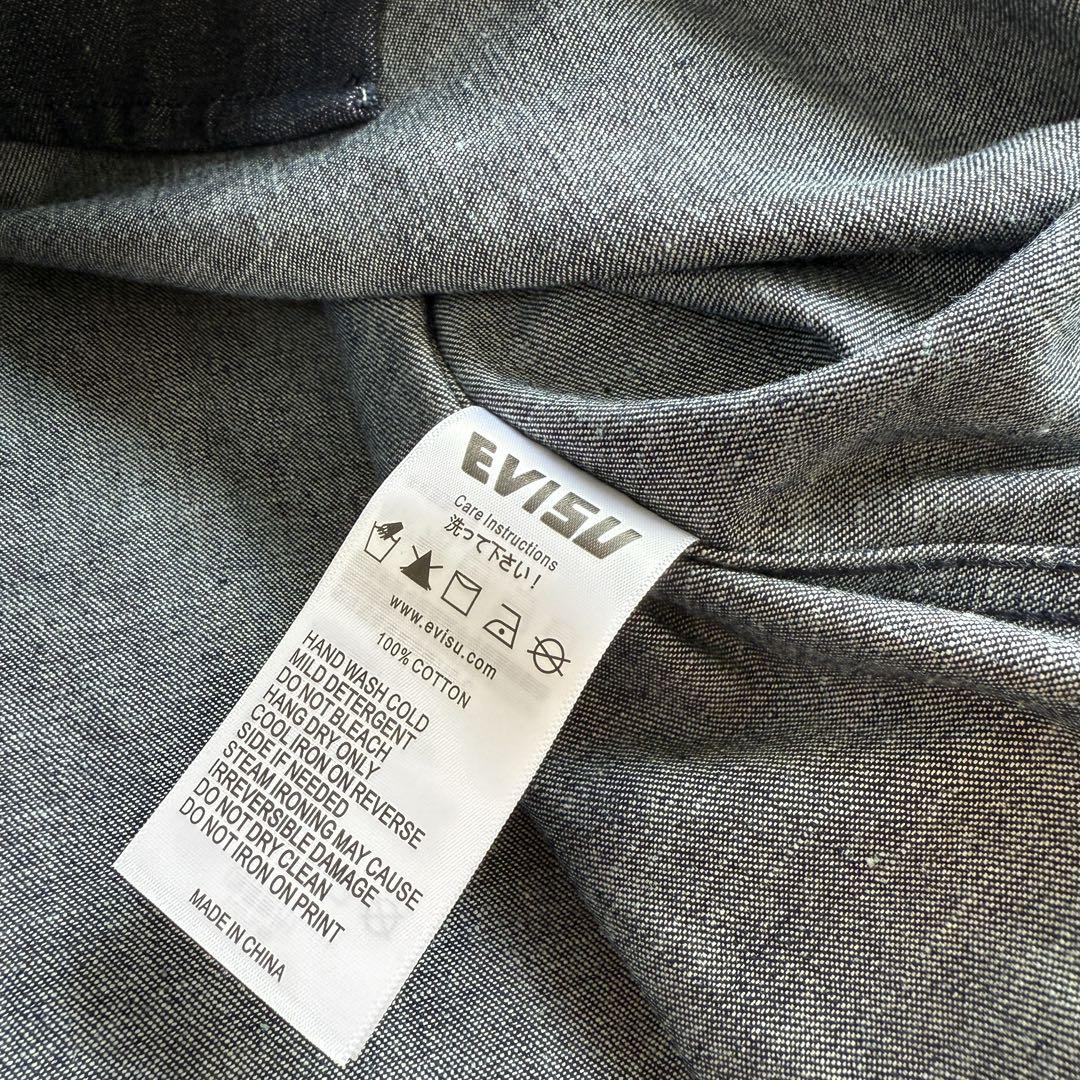 EVISU
Care Instructions
洗って下さい!
www.evisu.com
100% COTTON
HAND WASH COLD
MILD DETERGENT
DO NOT BLEACH
HANG DRY ONLY
COOL IRON ON REVERSE
SIDE IF NEEDED
STEAM IRONING MAY CAUSE
IRREVERSIBLE DAMAGE
DO NOT DRY CLEAN
DO NOT IRON ON PRINT
MADE IN CHINA